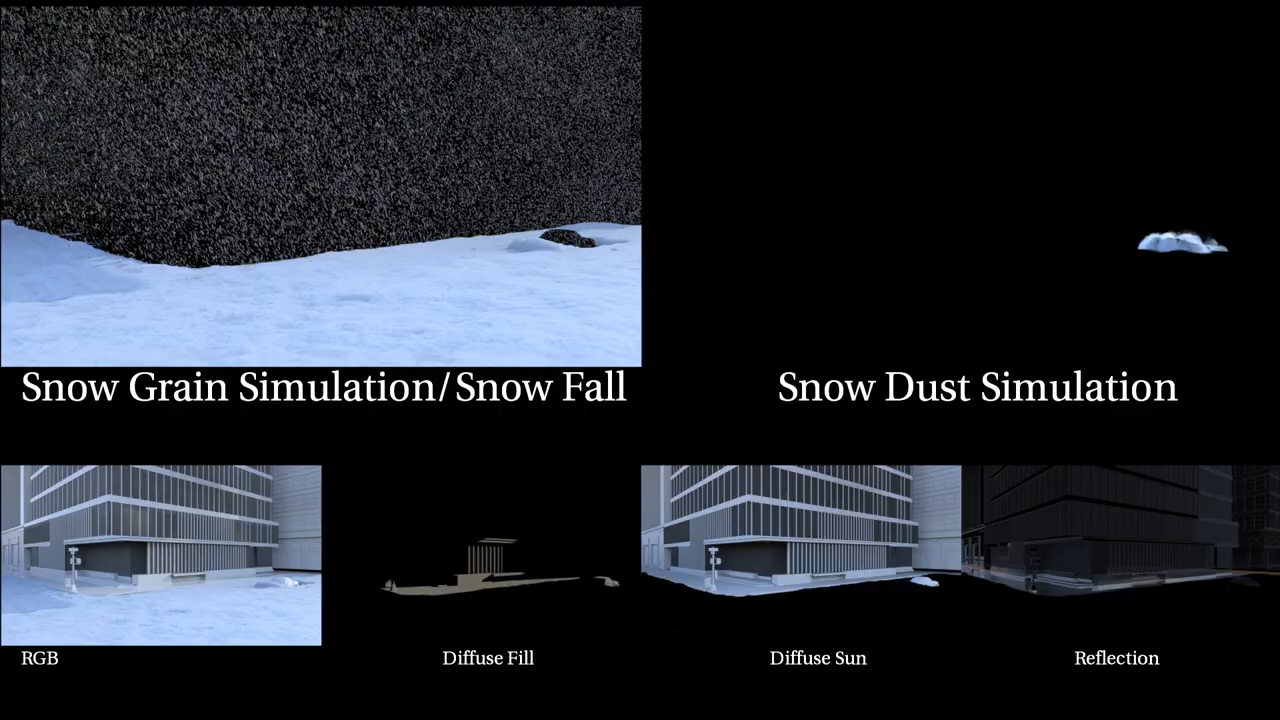 Snow Grain Simulation/Snow Fall
Snow Dust Simulation
RGB
Diffuse Fill
Diffuse Sun
Reflection